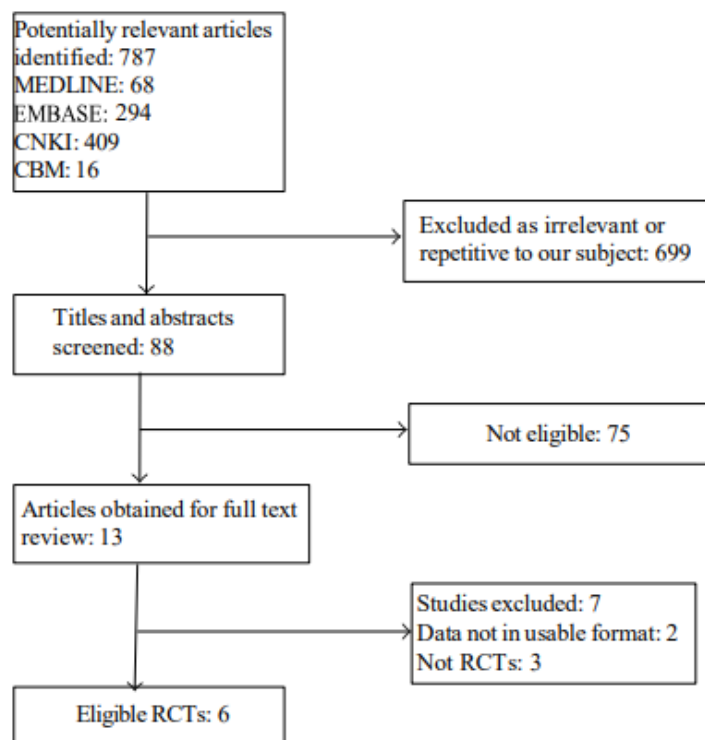 Potentially relevant articles
identified: 787
MEDLINE: 68
EMBASE: 294
CNKI: 409
CBM: 16
Excluded as irrelevant or
repetitive to our subject: 699
Titles and abstracts
screened: 88
Not eligible: 75
Articles obtained for full text
review: 13
Studies excluded: 7
Data not in usable format: 2
Not RCTs: 3
Eligible RCTs: 6